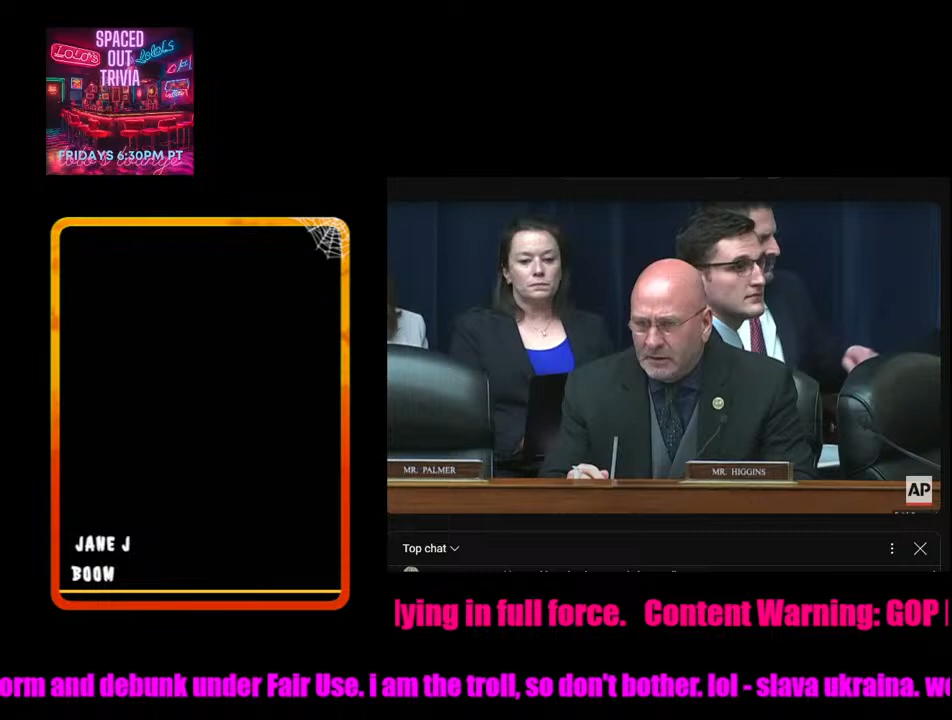 SPACED
OUT
TRIVIA
LOLO'S
FRIDAYS 6:30PM PT
lolo's lounge
MR. PALMER
MR. HIGGINS
AP
Top chat
JANE J
BOOM
lying in full force. Content Warning: GOP
orm and debunk under Fair Use. i am the troll, so don't bother. lol - slava ukraina. we